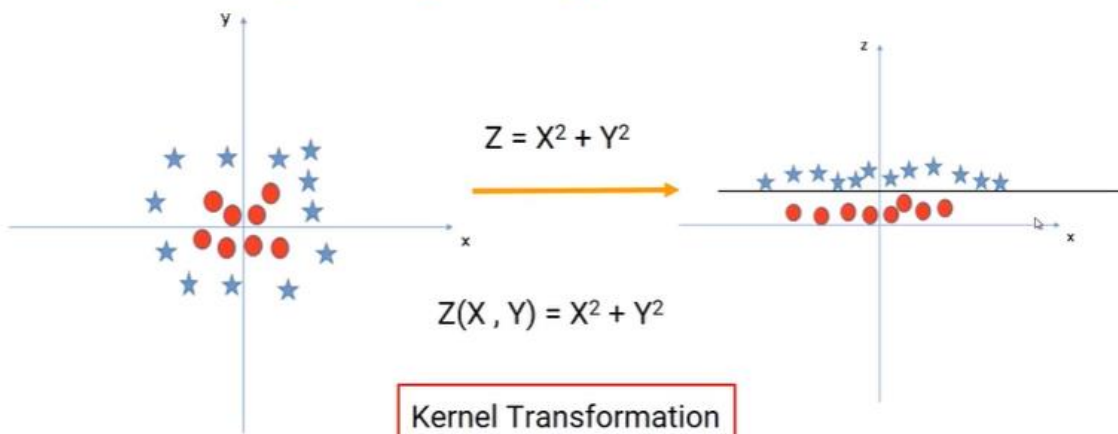 y
z
Z = X² + Y²
x
x
Z(X , Y) = X² + Y²
Kernel Transformation